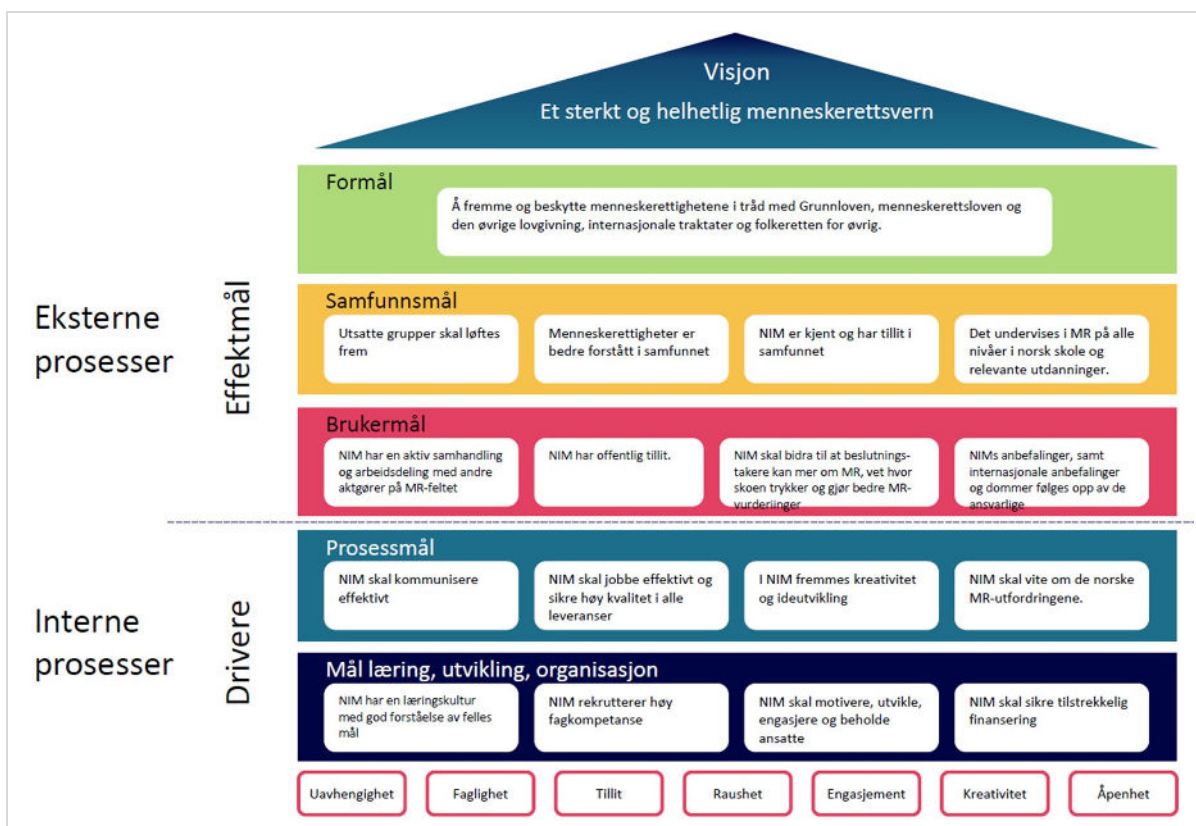 Visjon
Et sterkt og helhetlig menneskerettsvern
Formål
Å fremme og beskytte menneskerettighetene i tråd med Grunnloven, menneskerettsloven og
den øvrige lovgivning, internasjonale traktater og folkeretten for øvrig.
Eksterne
prosesser
Effektmål
Samfunnsmål
Utsatte grupper skal løftes
frem
Menneskerettigheter er
bedre forstått i samfunnet
NIM er kjent og har tillit i
samfunnet
Det undervises i MR på alle
nivåer i norsk skole og
relevante utdanninger.
Brukermål
NIM har en aktiv samhandling
og arbeidsdeling med andre
aktgører på MR-feltet
NIM har offentlig tillit.
NIM skal bidra til at beslutnings-
takere kan mer om MR, vet hvor
skoen trykker og gjør bedre MR-
vurderiinger
NIMs anbefalinger, samt
internasjonale anbefalinger
og dommer følges opp av de
ansvarlige
Interne
prosesser
Drivere
Prosessmål
NIM skal kommunisere
effektivt
NIM skal jobbe effektivt og
sikre høy kvalitet i alle
leveranser
I NIM fremmes kreativitet
og ideutvikling
NIM skal vite om de norske
MR-utfordringene.
Mål læring, utvikling, organisasjon
NIM har en læringskultur
med god forståelse av felles
mål
NIM rekrutterer høy
fagkompetanse
NIM skal motivere, utvikle,
engasjere og beholde
ansatte
NIM skal sikre tilstrekkelig
finansering
Uavhengighet
Faglighet
Tillit
Raushet
Engasjement
Kreativitet
Åpenhet